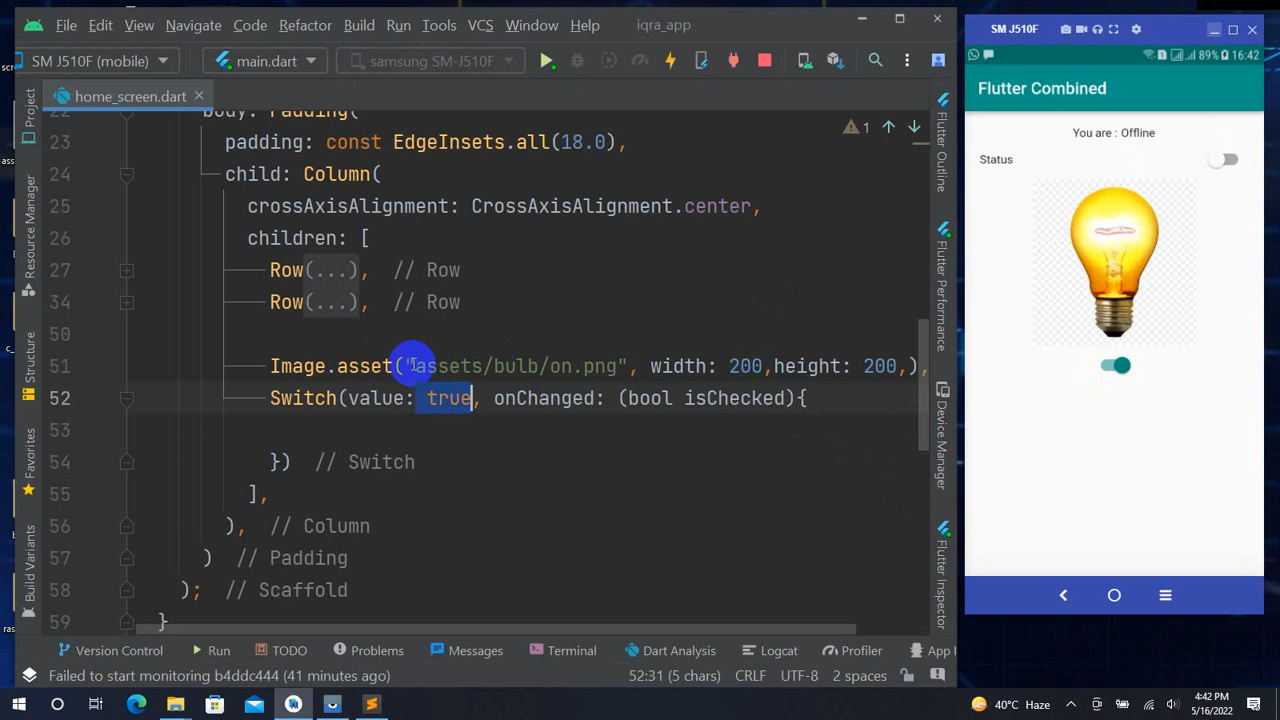 File Edit View Navigate Code Refactor Build Run Tools VCS Window Help iqra_app
SM J510F (mobile) main.dart samsung SM-J510F
home_screen.dart
Project
Resource Manager
Structure
Favorites
Build Variants
22 body: Padding(
23 padding: const EdgeInsets.all(18.0),
24 child: Column(
25 crossAxisAlignment: CrossAxisAlignment.center,
26 children: [
27 Row(...), // Row
34 Row(...), // Row
50
51 Image.asset("assets/bulb/on.png", width: 200,height: 200,),
52 Switch(value: true, onChanged: (bool isChecked){
53
54 }) // Switch
55 ],
56 ), // Column
57 ) // Padding
58 ); // Scaffold
59 }
1
Flutter Outline
Flutter Performance
Device Manager
Flutter Inspector
Version Control Run TODO Problems Messages Terminal Dart Analysis Logcat Profiler App
Failed to start monitoring b4ddc444 (41 minutes ago) 52:31 (5 chars) CRLF UTF-8 2 spaces
SM J510F
89% 16:42
Flutter Combined
You are : Offline
Status
40°C Haze
4:42 PM
5/16/2022